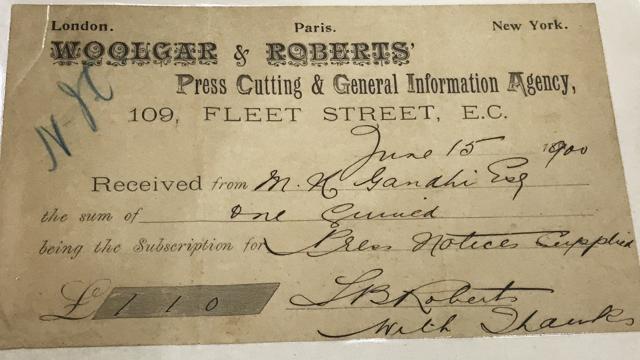 London. Paris. New York.
WOOLGAR & ROBERTS'
Press Cutting & General Information Agency,
109, FLEET STREET, E.C.
June 15 1900
Received from M. K Gandhi Esq
the sum of One
being the Subscription for Press Notices Supplied
£ 1 1 0 L B Roberts
With Thanks